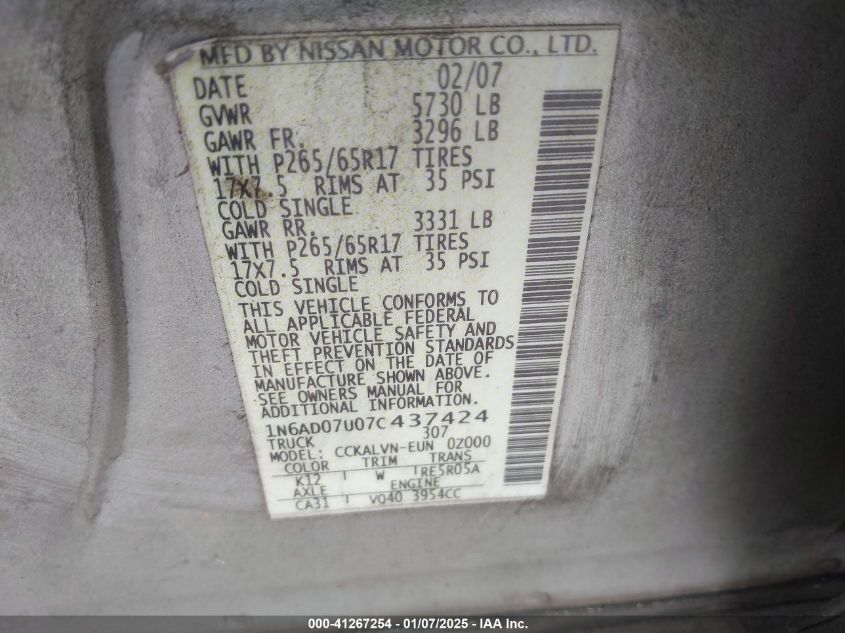 MFD BY NISSAN MOTOR CO., LTD.
DATE 02/07
GVWR 5730 LB
GAWR FR. 3296 LB
WITH P265/65R17 TIRES
17X7.5 RIMS AT 35 PSI
COLD SINGLE
GAWR RR. 3331 LB
WITH P265/65R17 TIRES
17X7.5 RIMS AT 35 PSI
COLD SINGLE
THIS VEHICLE CONFORMS TO
ALL APPLICABLE FEDERAL
MOTOR VEHICLE SAFETY AND
THEFT PREVENTION STANDARDS
IN EFFECT ON THE DATE OF
MANUFACTURE SHOWN ABOVE.
SEE OWNERS MANUAL FOR
ADDITIONAL INFORMATION
1N6AD07U07C437424
TRUCK 307
MODEL: CCKALVN-EUN 0Z000
COLOR TRIM TRANS
K12 W RE5R05A
AXLE ENGINE
CA31 VQ40 3954CC
000-41267254 - 01/07/2025 - IAA Inc.